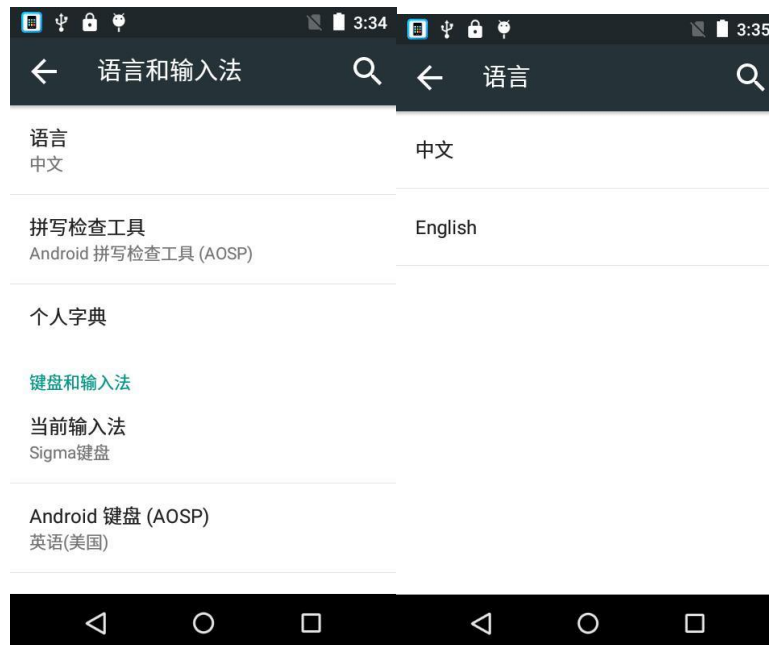 3:34
语言和输入法
语言
中文
拼写检查工具
Android 拼写检查工具 (AOSP)
个人字典
键盘和输入法
当前输入法
Sigma键盘
Android 键盘 (AOSP)
英语(美国)
3:35
语言
中文
English